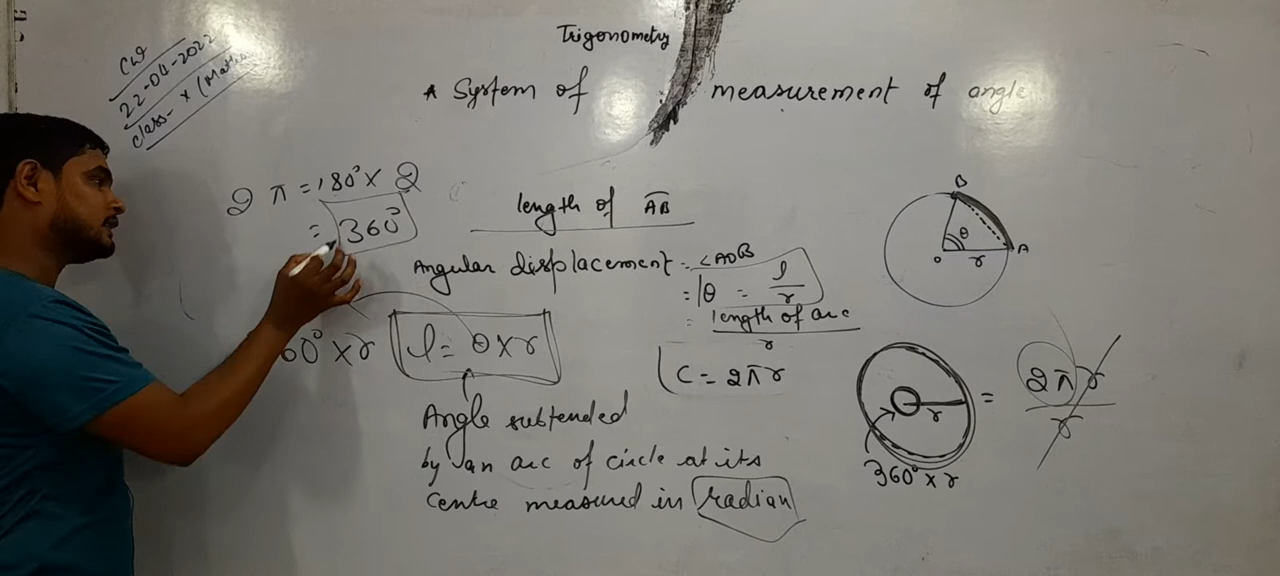 Trigonometry
CW
22-04-2022
Class- X (Maths
* System of measurement of angle
2 π = 180° × 2
= 360°
length of AB
Angular displacement = ∠AOB
= θ = l/r
= length of arc
r
60° × r
l = θ × r
C = 2πr
Angle subtended
by an arc of circle at its
centre measured in radian
B
θ
O
r
A
r
= 2πr
r
360° × r